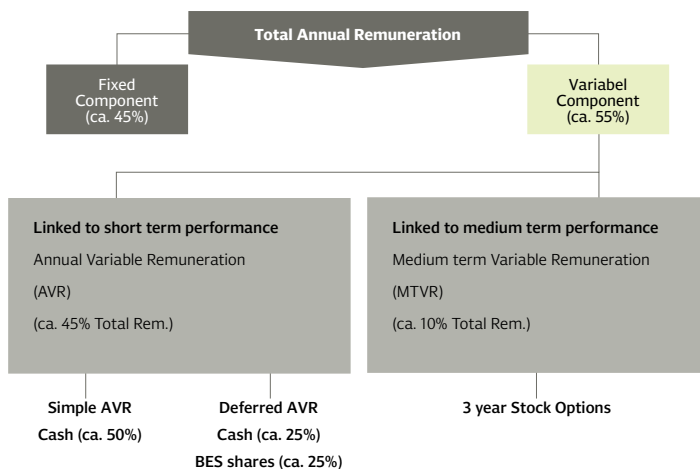 Total Annual Remuneration
Fixed
Component
(ca. 45%)
Variabel
Component
(ca. 55%)
Linked to short term performance
Annual Variable Remuneration
(AVR)
(ca. 45% Total Rem.)
Linked to medium term performance
Medium term Variable Remuneration
(MTVR)
(ca. 10% Total Rem.)
Simple AVR
Cash (ca. 50%)
Deferred AVR
Cash (ca. 25%)
BES shares (ca. 25%)
3 year Stock Options